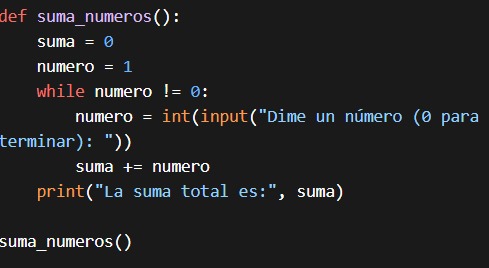 def suma_numeros():
    suma = 0
    numero = 1
    while numero != 0:
        numero = int(input("Dime un número (0 para
terminar): "))
        suma += numero
    print("La suma total es:", suma)

suma_numeros()